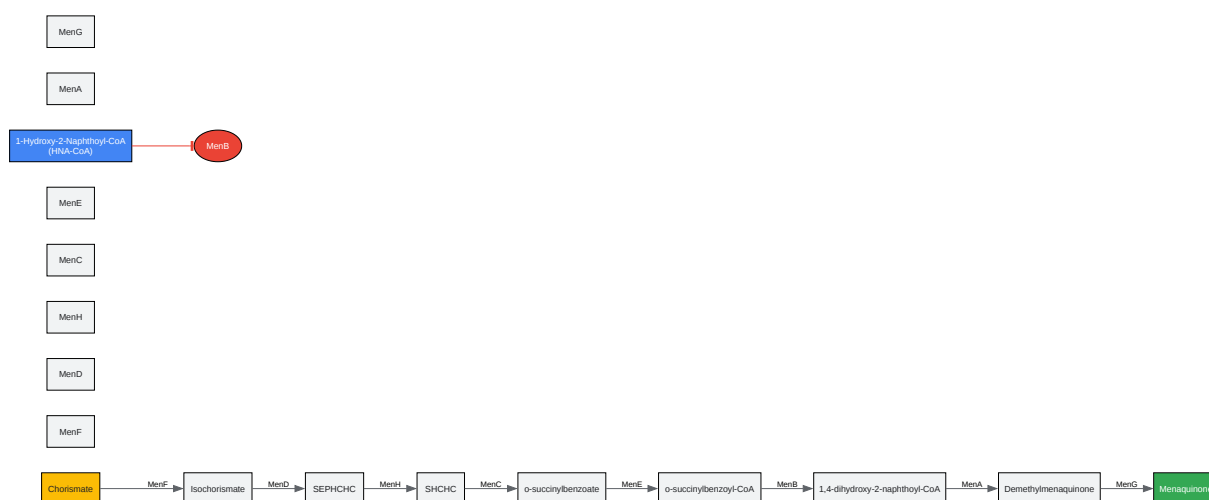 MenG
MenA
1-Hydroxy-2-Naphthoyl-CoA
(HNA-CoA)
MenB
MenE
MenC
MenH
MenD
MenF
Chorismate
MenF
Isochorismate
MenD
SEPHCHC
MenH
SHCHC
MenC
o-succinylbenzoate
MenE
o-succinylbenzoyl-CoA
MenB
1,4-dihydroxy-2-naphthoyl-CoA
MenA
Demethylmenaquinone
MenG
Menaquinone